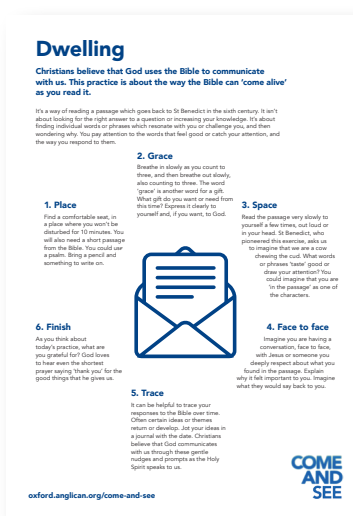 Dwelling
Christians believe that God uses the Bible to communicate
with us. This practice is about the way the Bible can ‘come alive’
as you read it.
It’s a way of reading a passage which goes back to St Benedict in the sixth century. It isn’t
about looking for the right answer to a question or increasing your knowledge. It’s about
finding individual words or phrases which resonate with you or challenge you, and then
wondering why. You pay attention to the words that feel good or catch your attention, and
the way you respond to them.
1. Place
Find a comfortable seat, in
a place where you won’t be
disturbed for 10 minutes. You
will also need a short passage
from the Bible. You could use
a psalm. Bring a pencil and
something to write on.
2. Grace
Breathe in slowly as you count to
three, and then breathe out slowly,
also counting to three. The word
‘grace’ is another word for a gift.
What gift do you want or need from
this time? Express it clearly to
yourself and, if you want, to God.
3. Space
Read the passage very slowly to
yourself a few times, out loud or
in your head. St Benedict, who
pioneered this exercise, asks us
to imagine that we are a cow
chewing the cud. What words
or phrases ‘taste’ good or
draw your attention? You
could imagine that you are
‘in the passage’ as one of
the characters.
4. Face to face
Imagine you are having a
conversation, face to face,
with Jesus or someone you
deeply respect about what you
found in the passage. Explain
why it felt important to you. Imagine
what they would say back to you.
5. Trace
It can be helpful to trace your
responses to the Bible over time.
Often certain ideas or themes
return or develop. Jot your ideas in
a journal with the date. Christians
believe that God communicates
with us through these gentle
nudges and prompts as the Holy
Spirit speaks to us.
6. Finish
As you think about
today’s practice, what are
you grateful for? God loves
to hear even the shortest
prayer saying ‘thank you’ for the
good things that he gives us.
oxford.anglican.org/come-and-see
COME
AND
SEE